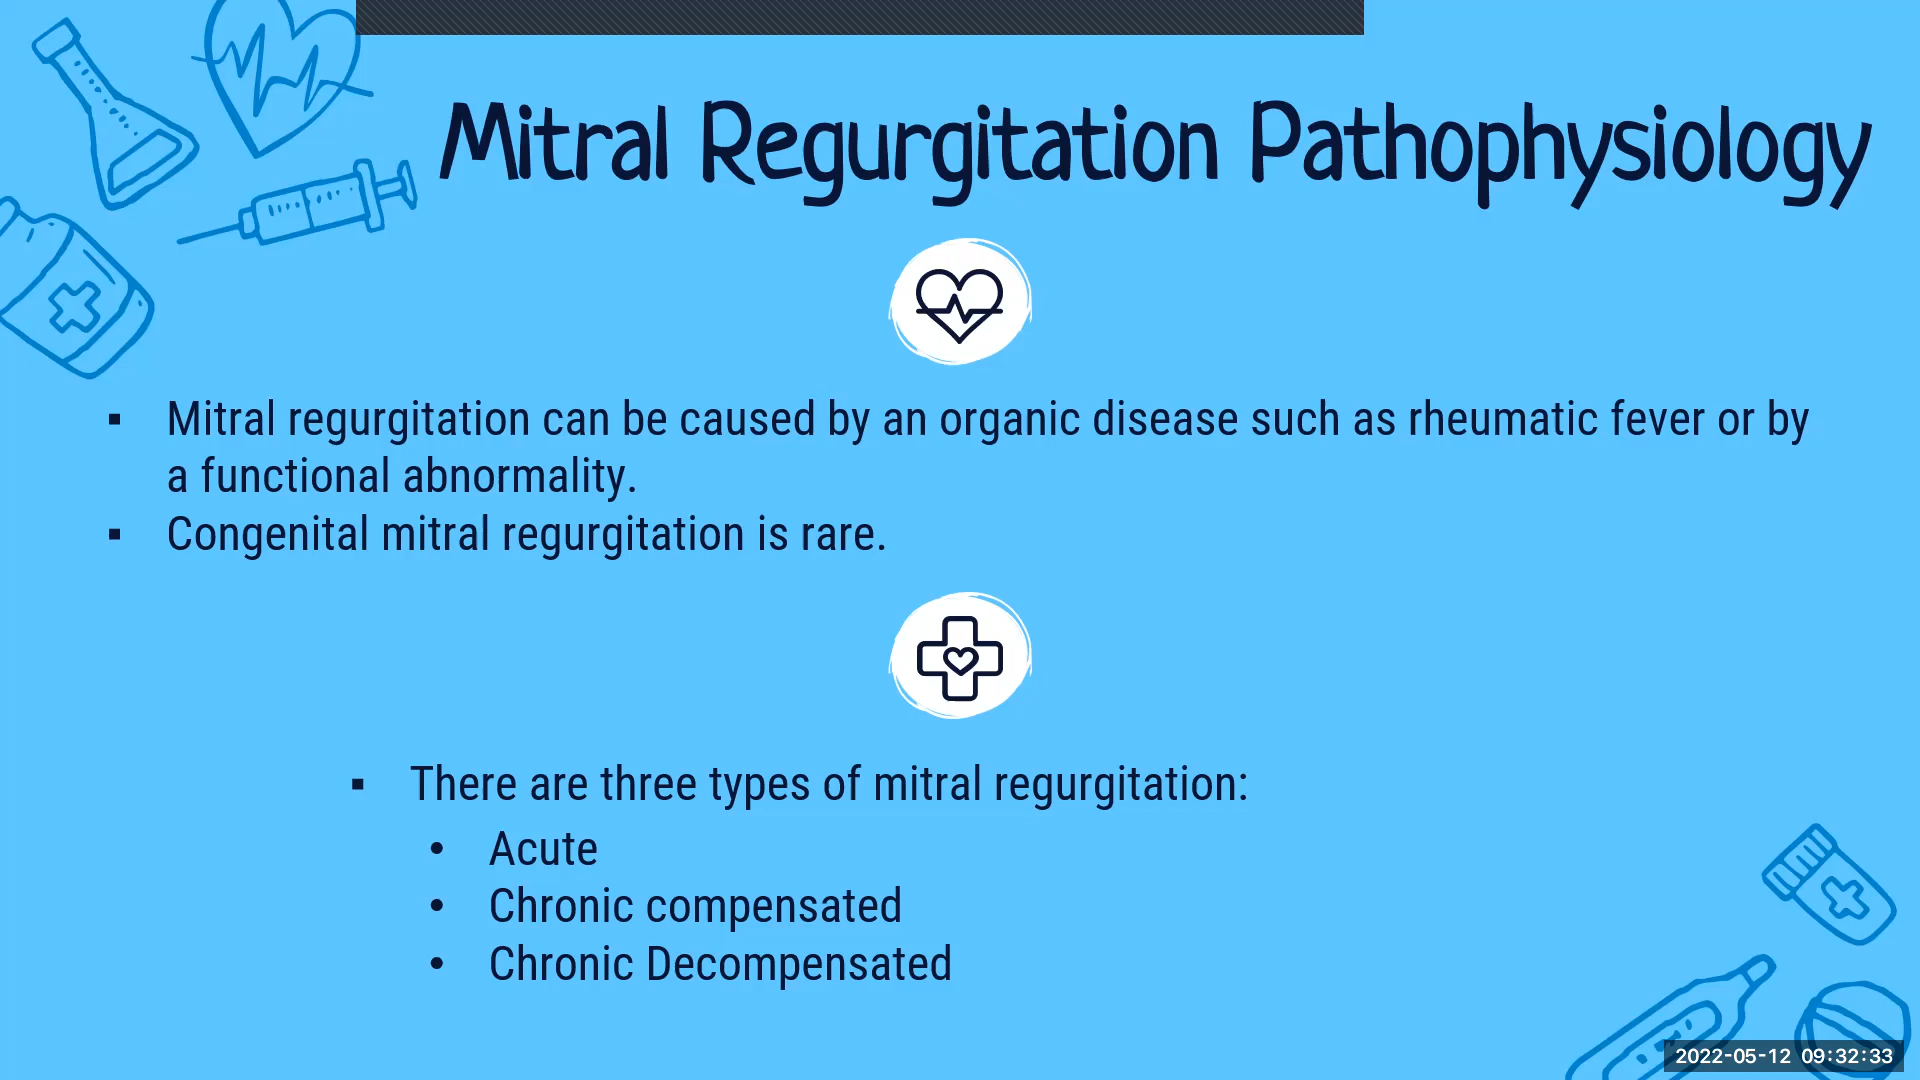 Mitral Regurgitation Pathophysiology
▪ Mitral regurgitation can be caused by an organic disease such as rheumatic fever or by
a functional abnormality.
▪ Congenital mitral regurgitation is rare.
▪ There are three types of mitral regurgitation:
• Acute
• Chronic compensated
• Chronic Decompensated
2022-05-12 09:32:33